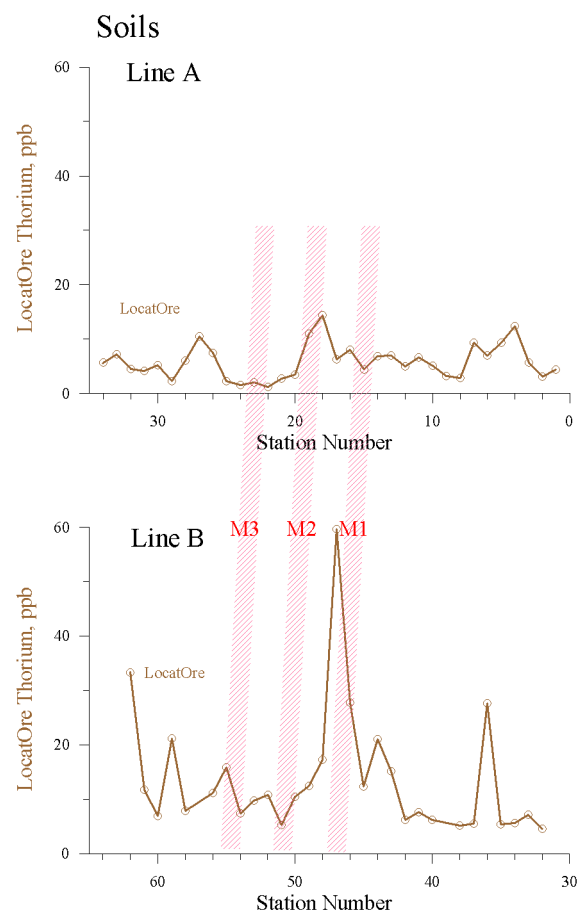 Soils
Line A
60
40
20
0
LocatOre Thorium, ppb
LocatOre
30 20 10 0
Station Number
M3 M2 M1
Line B
60
40
20
0
LocatOre Thorium, ppb
LocatOre
60 50 40 30
Station Number